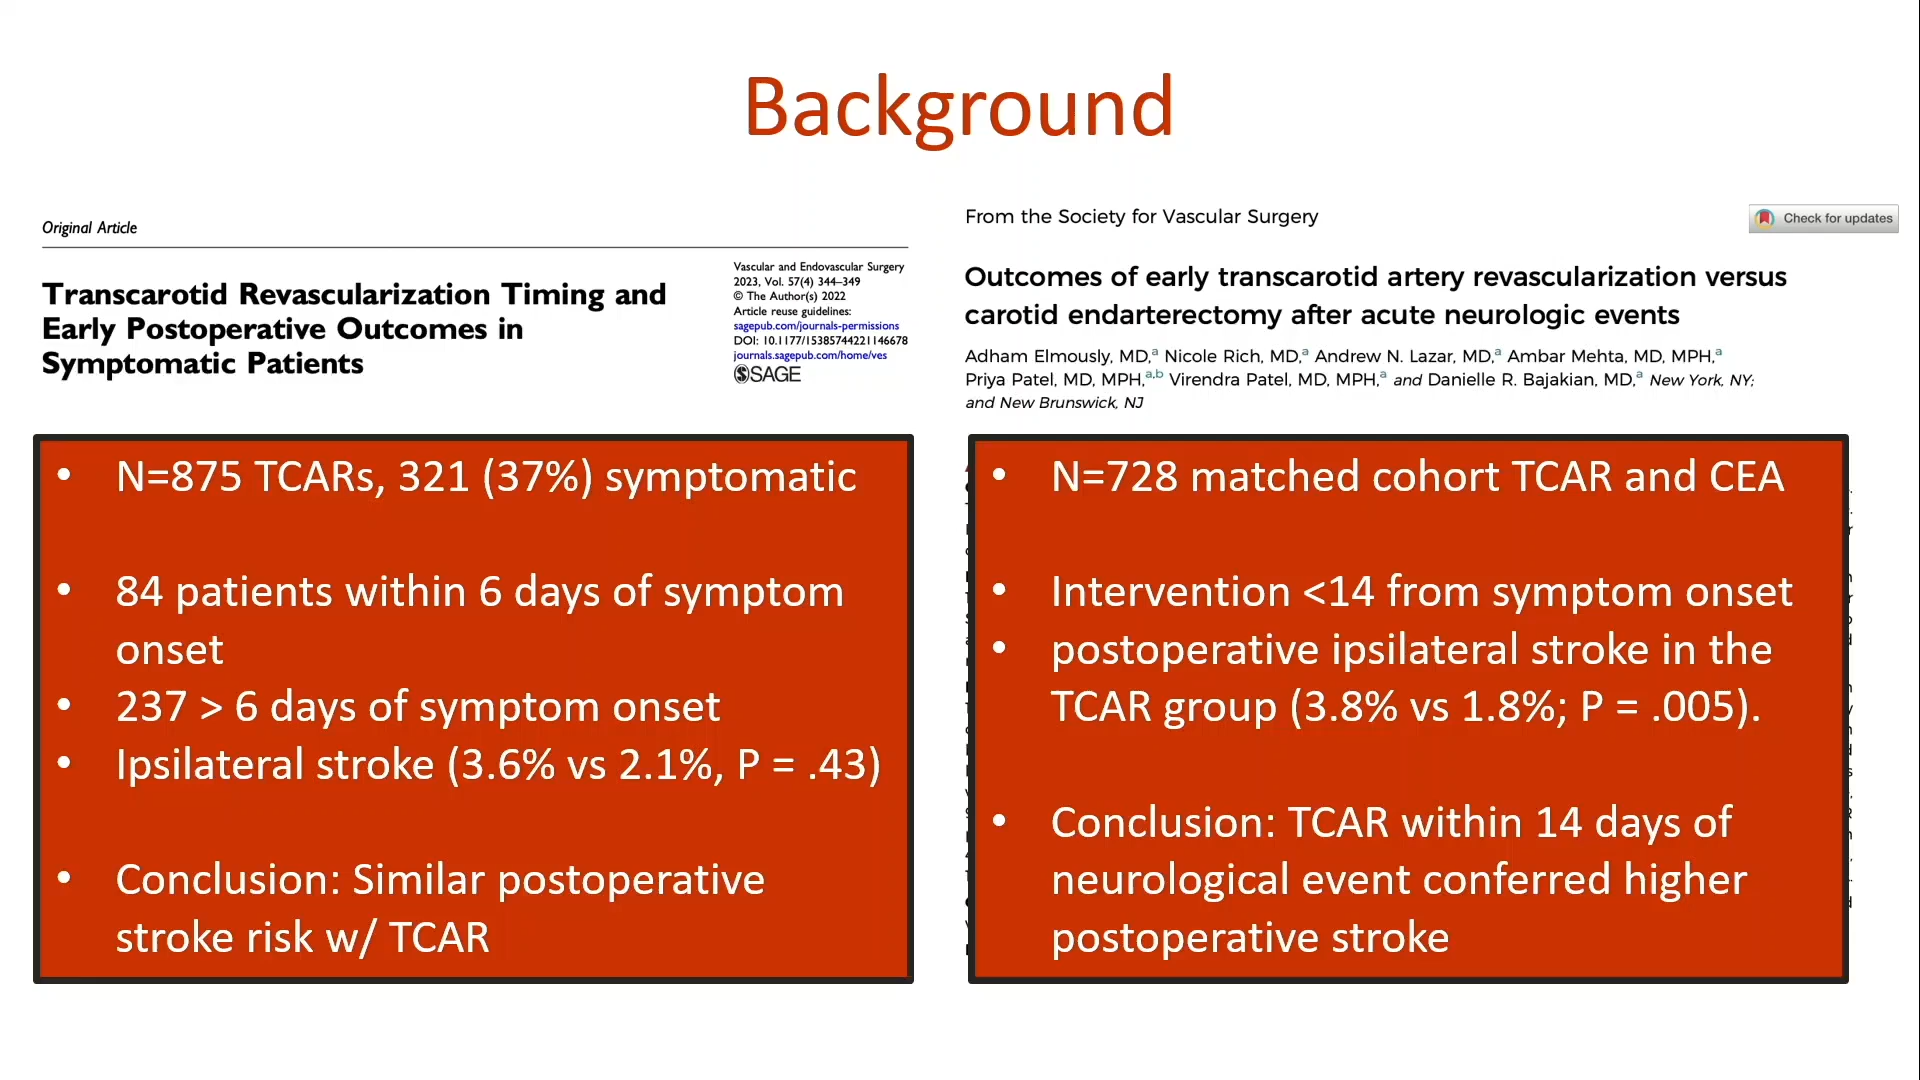 Background
Original Article
Transcarotid Revascularization Timing and
Early Postoperative Outcomes in
Symptomatic Patients
Vascular and Endovascular Surgery
2023, Vol. 57(4) 344–349
© The Author(s) 2022
Article reuse guidelines:
sagepub.com/journals-permissions
DOI: 10.1177/15385744221146678
journals.sagepub.com/home/ves
SAGE
• N=875 TCARs, 321 (37%) symptomatic
• 84 patients within 6 days of symptom
onset
• 237 > 6 days of symptom onset
• Ipsilateral stroke (3.6% vs 2.1%, P = .43)
• Conclusion: Similar postoperative
stroke risk w/ TCAR
From the Society for Vascular Surgery
Check for updates
Outcomes of early transcarotid artery revascularization versus
carotid endarterectomy after acute neurologic events
Adham Elmously, MD,a Nicole Rich, MD,a Andrew N. Lazar, MD,a Ambar Mehta, MD, MPH,a
Priya Patel, MD, MPH,a,b Virendra Patel, MD, MPH,a and Danielle R. Bajakian, MD,a New York, NY;
and New Brunswick, NJ
• N=728 matched cohort TCAR and CEA
• Intervention <14 from symptom onset
• postoperative ipsilateral stroke in the
TCAR group (3.8% vs 1.8%; P = .005).
• Conclusion: TCAR within 14 days of
neurological event conferred higher
postoperative stroke